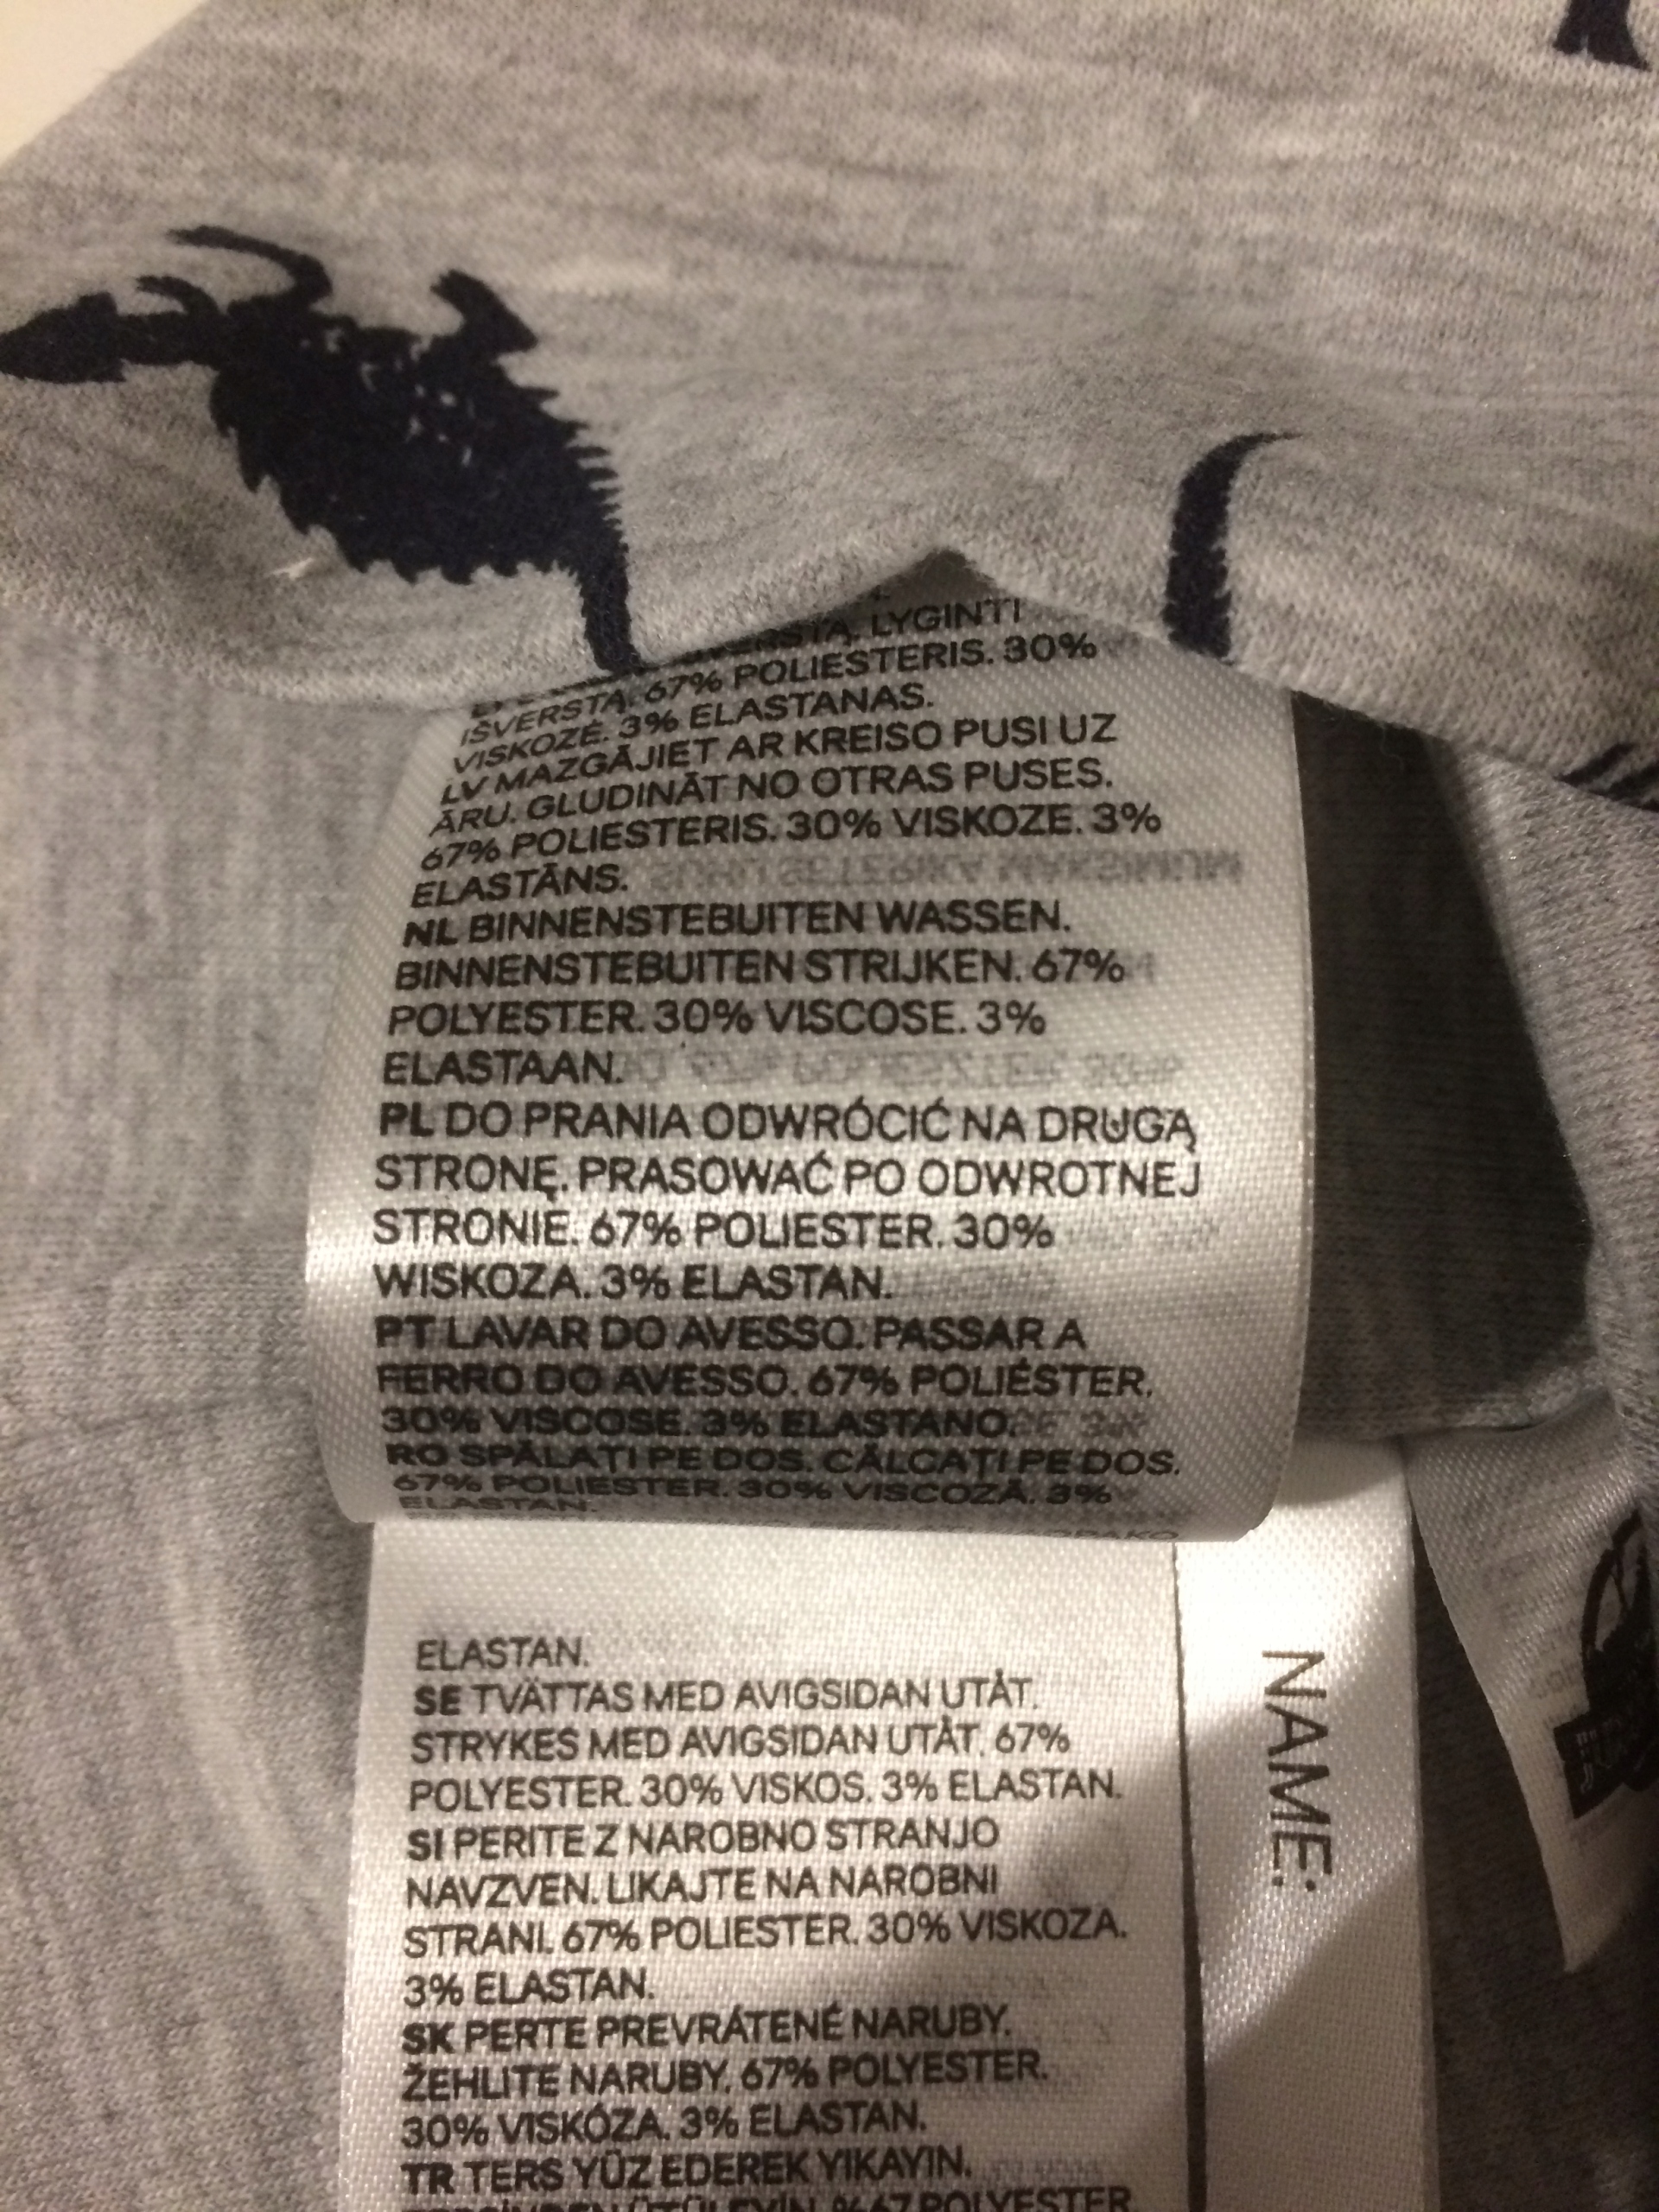 LYGINTI
IŠVERSTĄ. 67% POLIESTERIS. 30%
VISKOZĖ. 3% ELASTANAS.
LV MAZGĀJIET AR KREISO PUSI UZ
ĀRU. GLUDINĀT NO OTRAS PUSES.
67% POLIESTERIS. 30% VISKOZE. 3%
ELASTĀNS.
NL BINNENSTEBUITEN WASSEN.
BINNENSTEBUITEN STRIJKEN. 67%
POLYESTER. 30% VISCOSE. 3%
ELASTAAN.
PL DO PRANIA ODWRÓCIĆ NA DRUGĄ
STRONĘ. PRASOWAĆ PO ODWROTNEJ
STRONIE. 67% POLIESTER. 30%
WISKOZA. 3% ELASTAN.
PT LAVAR DO AVESSO. PASSAR A
FERRO DO AVESSO. 67% POLIÉSTER.
30% VISCOSE. 3% ELASTANO.
RO SPĂLAȚI PE DOS. CĂLCAȚI PE DOS.
67% POLIESTER. 30% VISCOZĂ. 3%
ELASTAN.
ELASTAN.
SE TVÄTTAS MED AVIGSIDAN UTÅT.
STRYKES MED AVIGSIDAN UTÅT. 67%
POLYESTER. 30% VISKOS. 3% ELASTAN.
SI PERITE Z NAROBNO STRANJO
NAVZVEN. LIKAJTE NA NAROBNI
STRANI. 67% POLIESTER. 30% VISKOZA.
3% ELASTAN.
SK PERTE PREVRÁTENÉ NARUBY.
ŽEHLITE NARUBY. 67% POLYESTER.
30% VISKÓZA. 3% ELASTAN.
TR TERS YÜZ EDEREK YIKAYIN.
ÜTÜLEYİN. %67 POLYESTER
NAME: